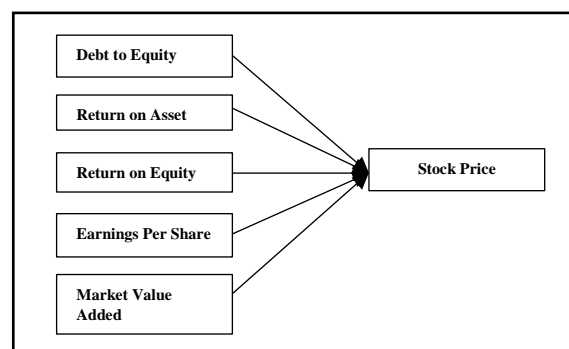 Debt to Equity
Return on Asset
Return on Equity
Earnings Per Share
Market Value
Added
Stock Price